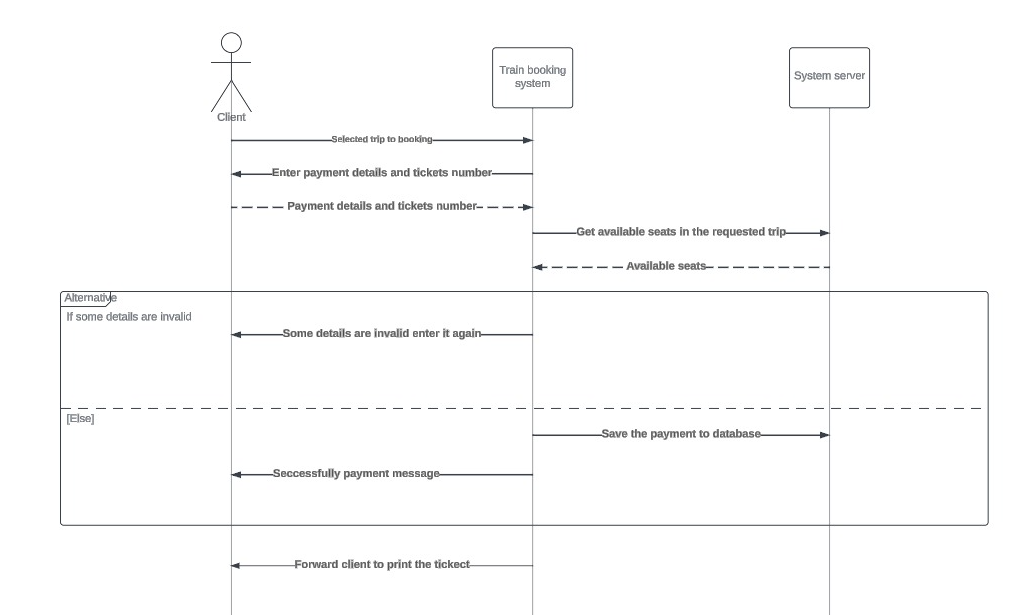 Train booking
system
System server
Client
Selected trip to booking
Enter payment details and tickets number
Payment details and tickets number
Get available seats in the requested trip
Available seats
Alternative
If some details are invalid
Some details are invalid enter it again
[Else]
Save the payment to database
Seccessfully payment message
Forward client to print the tickect